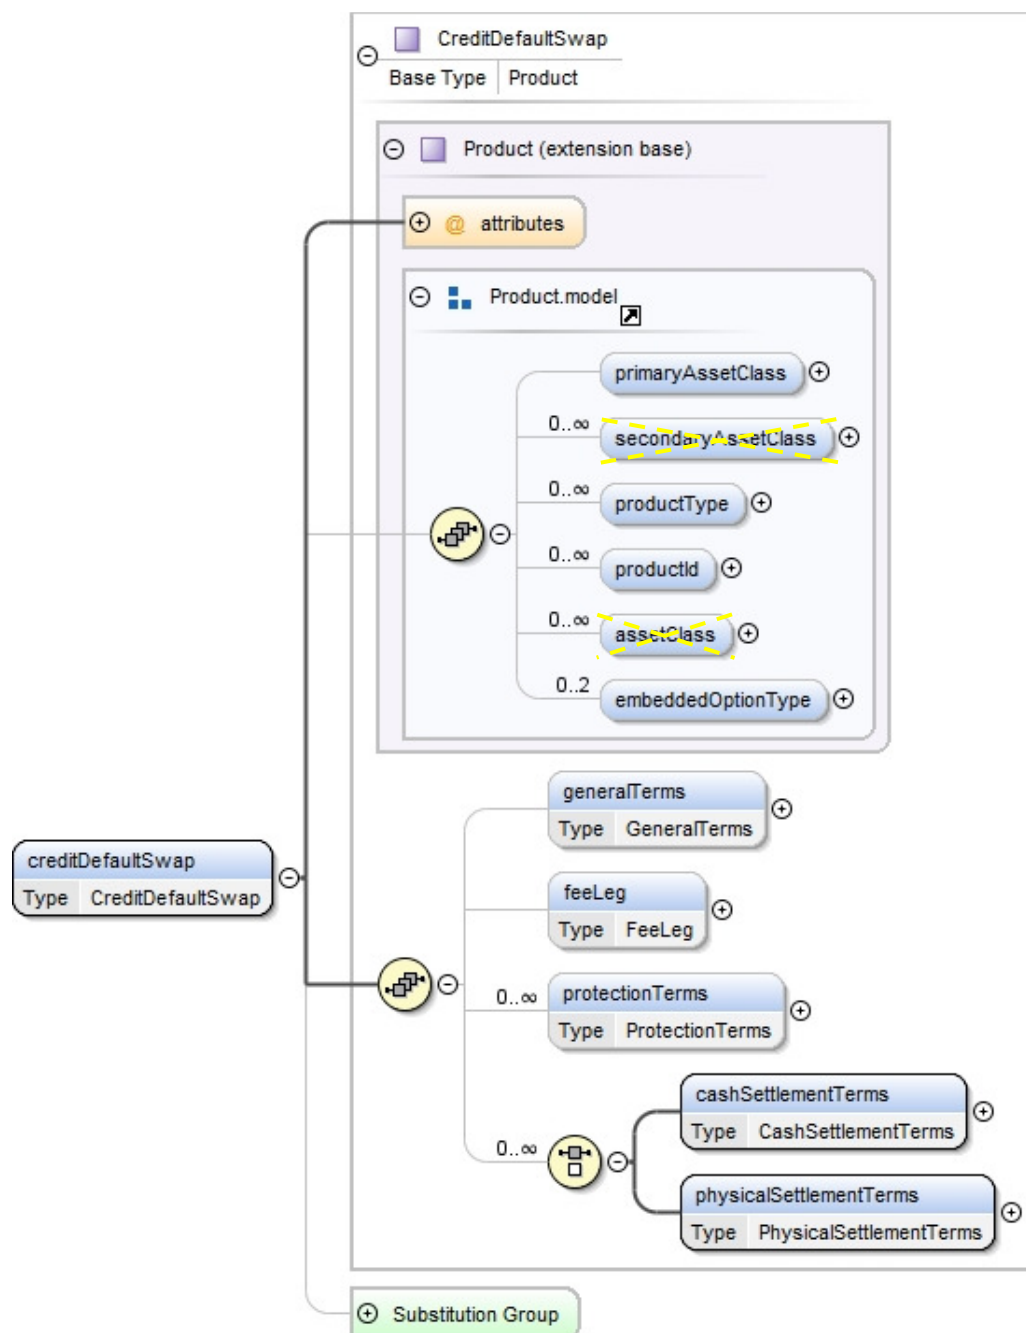 CreditDefaultSwap
Base Type Product
Product (extension base)
@ attributes
Product.model
primaryAssetClass
0..∞
secondaryAssetClass
0..∞
productType
0..∞
productId
0..∞
assetClass
0..2
embeddedOptionType
generalTerms
Type GeneralTerms
creditDefaultSwap
Type CreditDefaultSwap
feeLeg
Type FeeLeg
0..∞
protectionTerms
Type ProtectionTerms
0..∞
cashSettlementTerms
Type CashSettlementTerms
physicalSettlementTerms
Type PhysicalSettlementTerms
Substitution Group